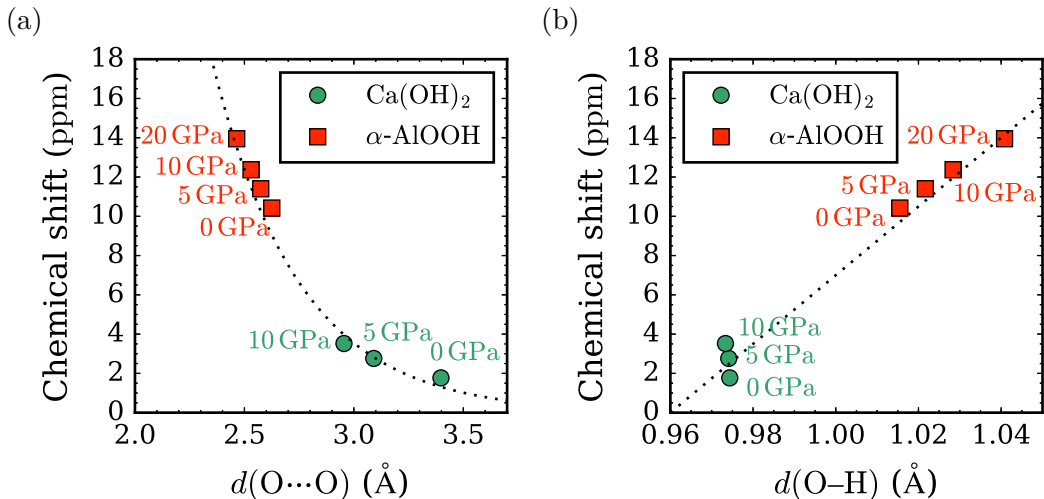 (a)
Chemical shift (ppm)
18
16
14
12
10
8
6
4
2
0
2.0 2.5 3.0 3.5
d(O···O) (Å)
Ca(OH)₂
α-AlOOH
20 GPa
10 GPa
5 GPa
0 GPa
10 GPa
5 GPa
0 GPa
(b)
Chemical shift (ppm)
18
16
14
12
10
8
6
4
2
0
0.96 0.98 1.00 1.02 1.04
d(O–H) (Å)
Ca(OH)₂
α-AlOOH
20 GPa
5 GPa
10 GPa
0 GPa
10 GPa
5 GPa
0 GPa